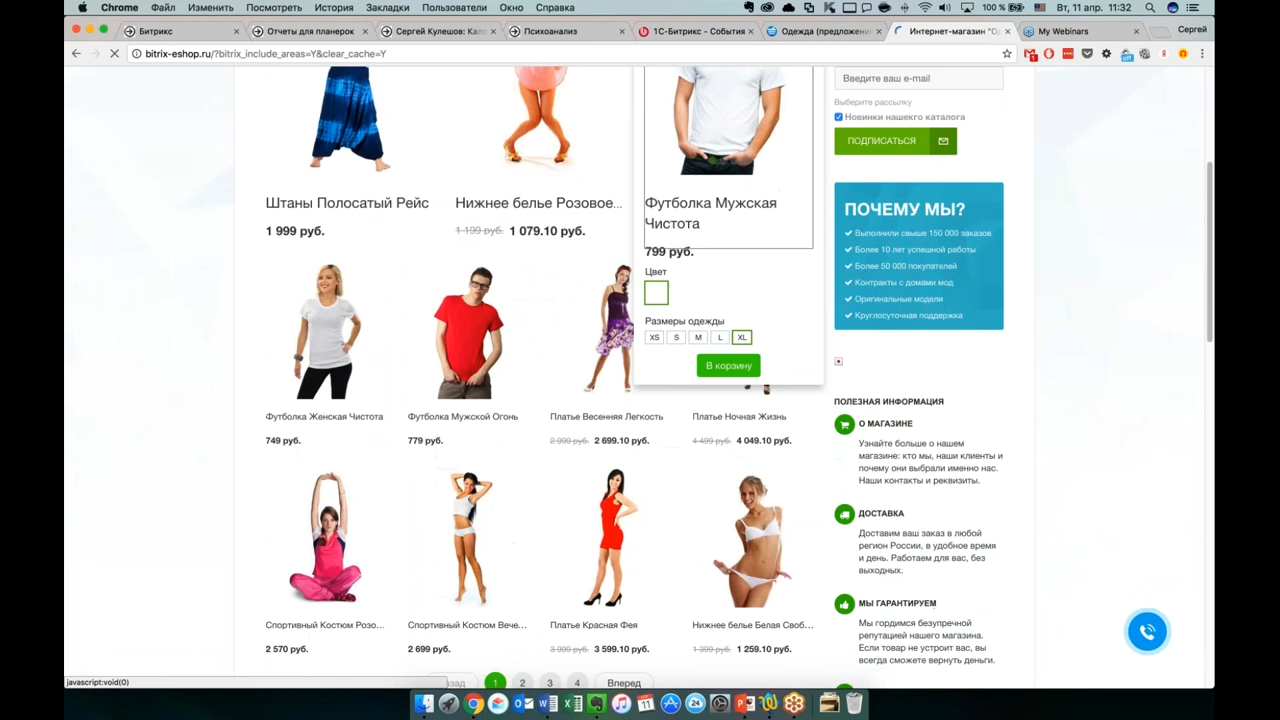 Chrome Файл Изменить Посмотреть История Закладки Пользователи Окно Справка 100 % Вт, 11 апр. 11:32
Битрикс Отчеты для планерок Сергей Кулешов: Кале Психоанализ 1С-Битрикс - События Одежда (предложени Интернет-магазин "Од My Webinars Сергей
bitrix-eshop.ru/?bitrix_include_areas=Y&clear_cache=Y
Введите ваш e-mail
Выберите рассылку
Новинки нашекго каталога
ПОДПИСАТЬСЯ
Штаны Полосатый Рейс
1 999 руб.
Нижнее белье Розовое...
1 199 руб. 1 079.10 руб.
Футболка Мужская
Чистота
799 руб.
Цвет
Размеры одежды
XS S M L XL
В корзину
ПОЧЕМУ МЫ?
Выполнили свыше 150 000 заказов
Более 10 лет успешной работы
Более 50 000 покупателей
Контракты с домами мод
Оригинальные модели
Круглосуточная поддержка
Футболка Женская Чистота
749 руб.
Футболка Мужской Огонь
779 руб.
Платье Весенняя Легкость
2 999 руб. 2 699.10 руб.
Платье Ночная Жизнь
4 499 руб. 4 049.10 руб.
ПОЛЕЗНАЯ ИНФОРМАЦИЯ
О МАГАЗИНЕ
Узнайте больше о нашем
магазине: кто мы, наши клиенты и
почему они выбрали именно нас.
Наши контакты и реквизиты.
ДОСТАВКА
Доставим ваш заказ в любой
регион России, в удобное время
и день. Работаем для вас, без
выходных.
МЫ ГАРАНТИРУЕМ
Мы гордимся безупречной
репутацией нашего магазина.
Если товар не устроит вас, вы
всегда сможете вернуть деньги.
Спортивный Костюм Розо...
2 570 руб.
Спортивный Костюм Вече...
2 699 руб.
Платье Красная Фея
3 999 руб. 3 599.10 руб.
Нижнее белье Белая Своб...
1 399 руб. 1 259.10 руб.
азад 1 2 3 4 Вперед
javascript:void(0)